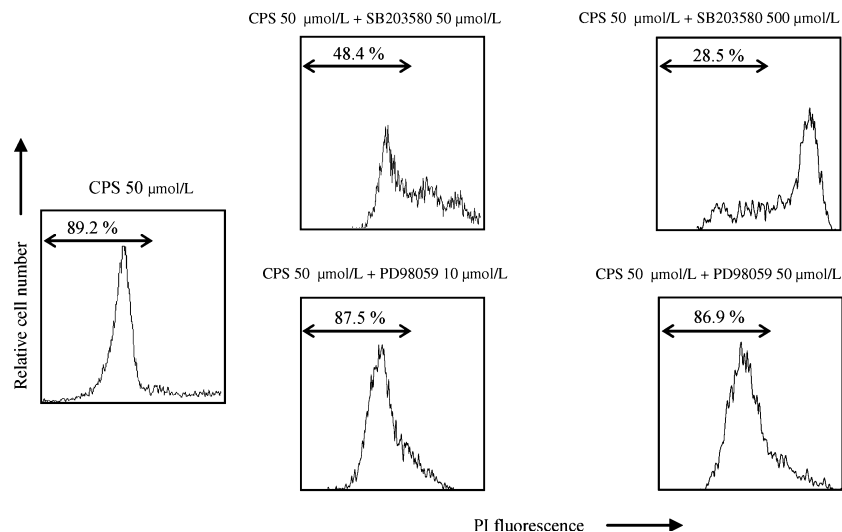 CPS 50 μmol/L + SB203580 50 μmol/L
CPS 50 μmol/L + SB203580 500 μmol/L
48.4 %
28.5 %
CPS 50 μmol/L
89.2 %
CPS 50 μmol/L + PD98059 10 μmol/L
CPS 50 μmol/L + PD98059 50 μmol/L
87.5 %
86.9 %
Relative cell number
PI fluorescence